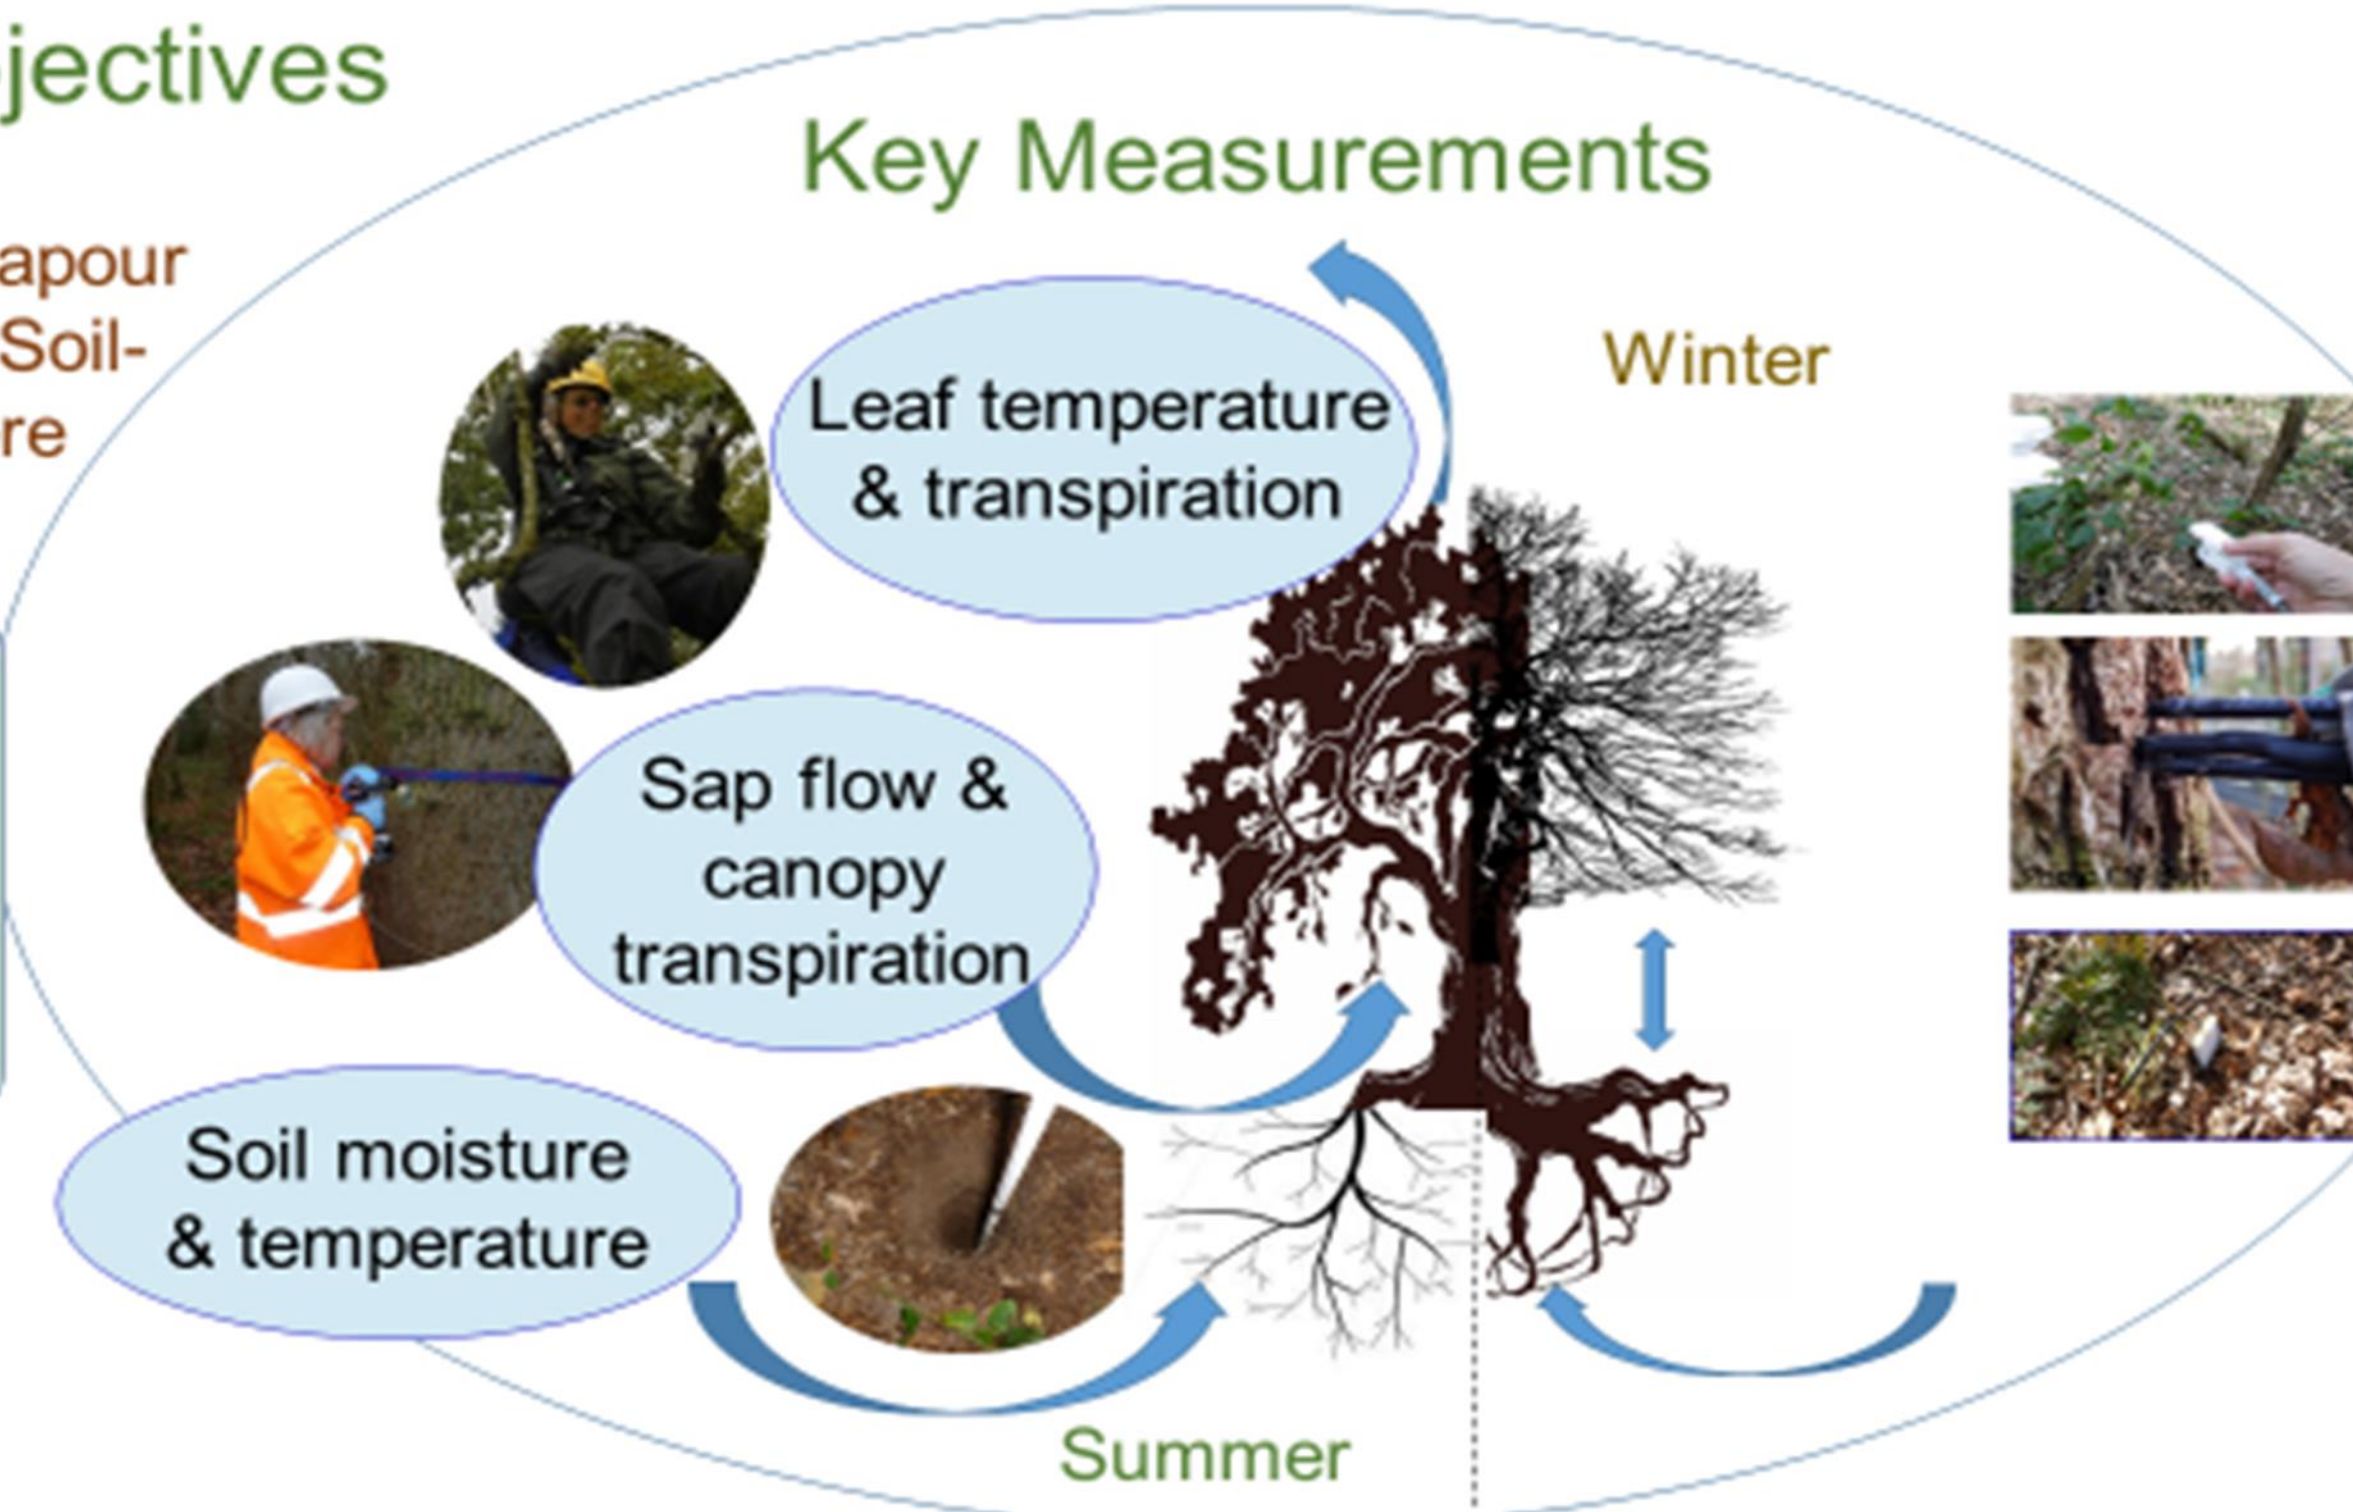 jectives
Key Measurements
apour
Soil-
re
Winter
Leaf temperature
& transpiration
Sap flow &
canopy
transpiration
Soil moisture
& temperature
Summer